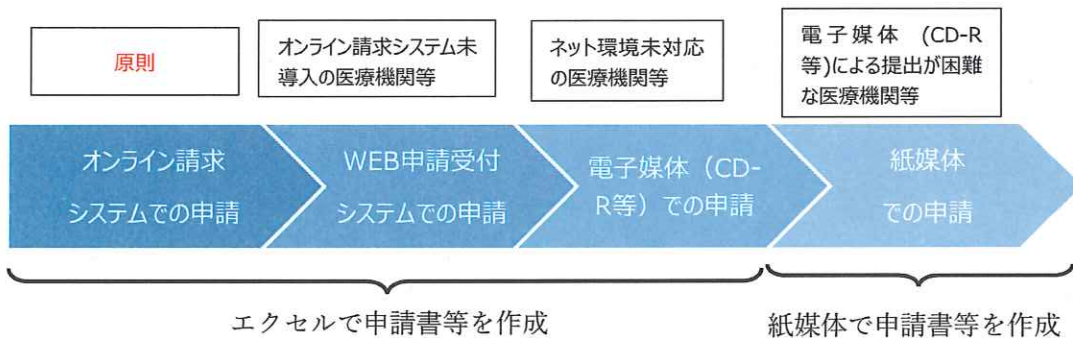 原則
オンライン請求システム未
導入の医療機関等
ネット環境未対応
の医療機関等
電子媒体 (CD-R
等)による提出が困難
な医療機関等
オンライン請求
システムでの申請
WEB申請受付
システムでの申請
電子媒体（CD-
R等）での申請
紙媒体
での申請
エクセルで申請書等を作成
紙媒体で申請書等を作成